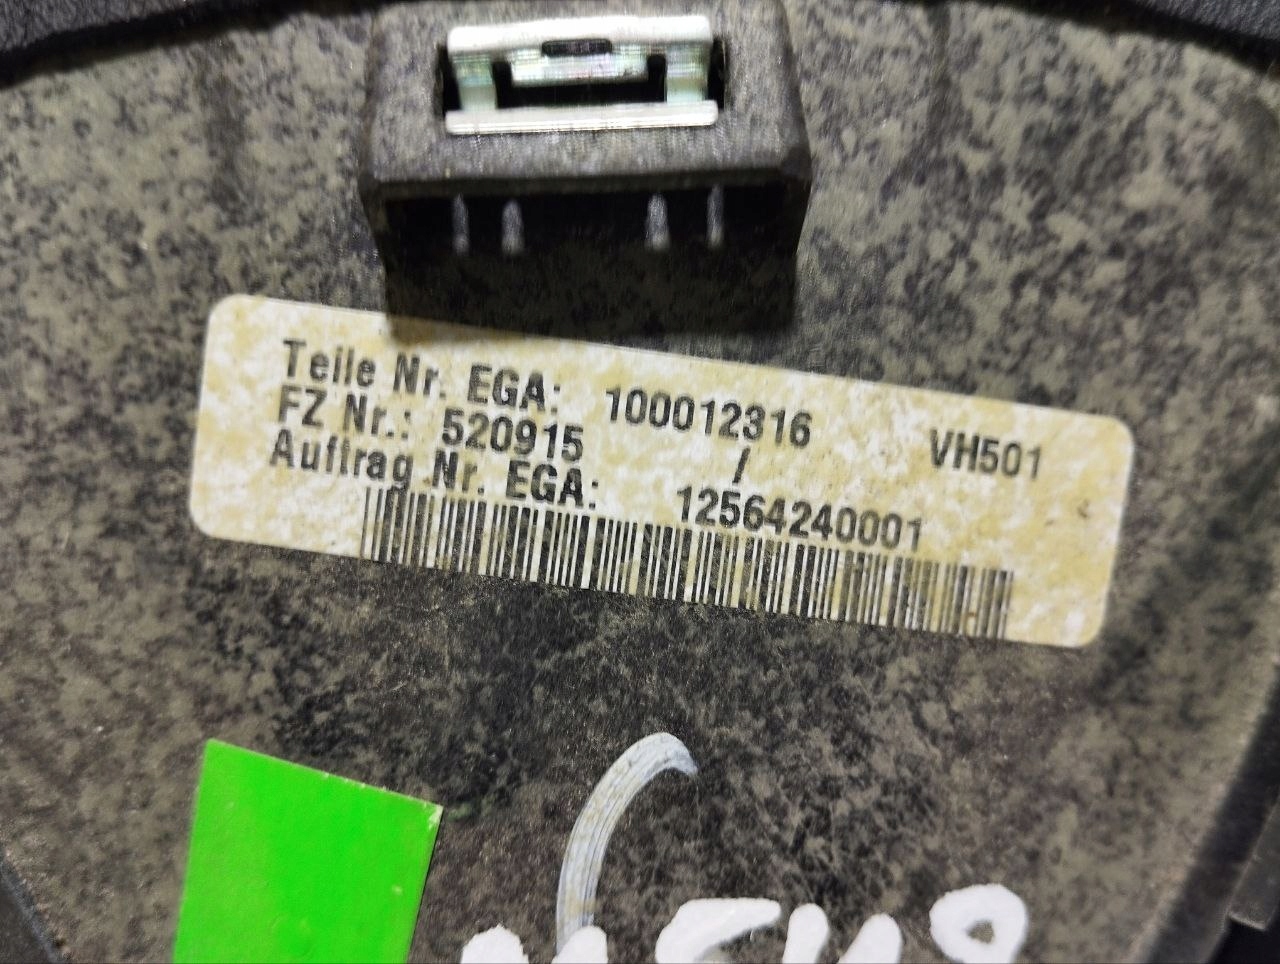 Teile Nr. EGA: 100012316 VH501
FZ Nr.: 520915 /
Auftrag Nr. EGA: 12564240001